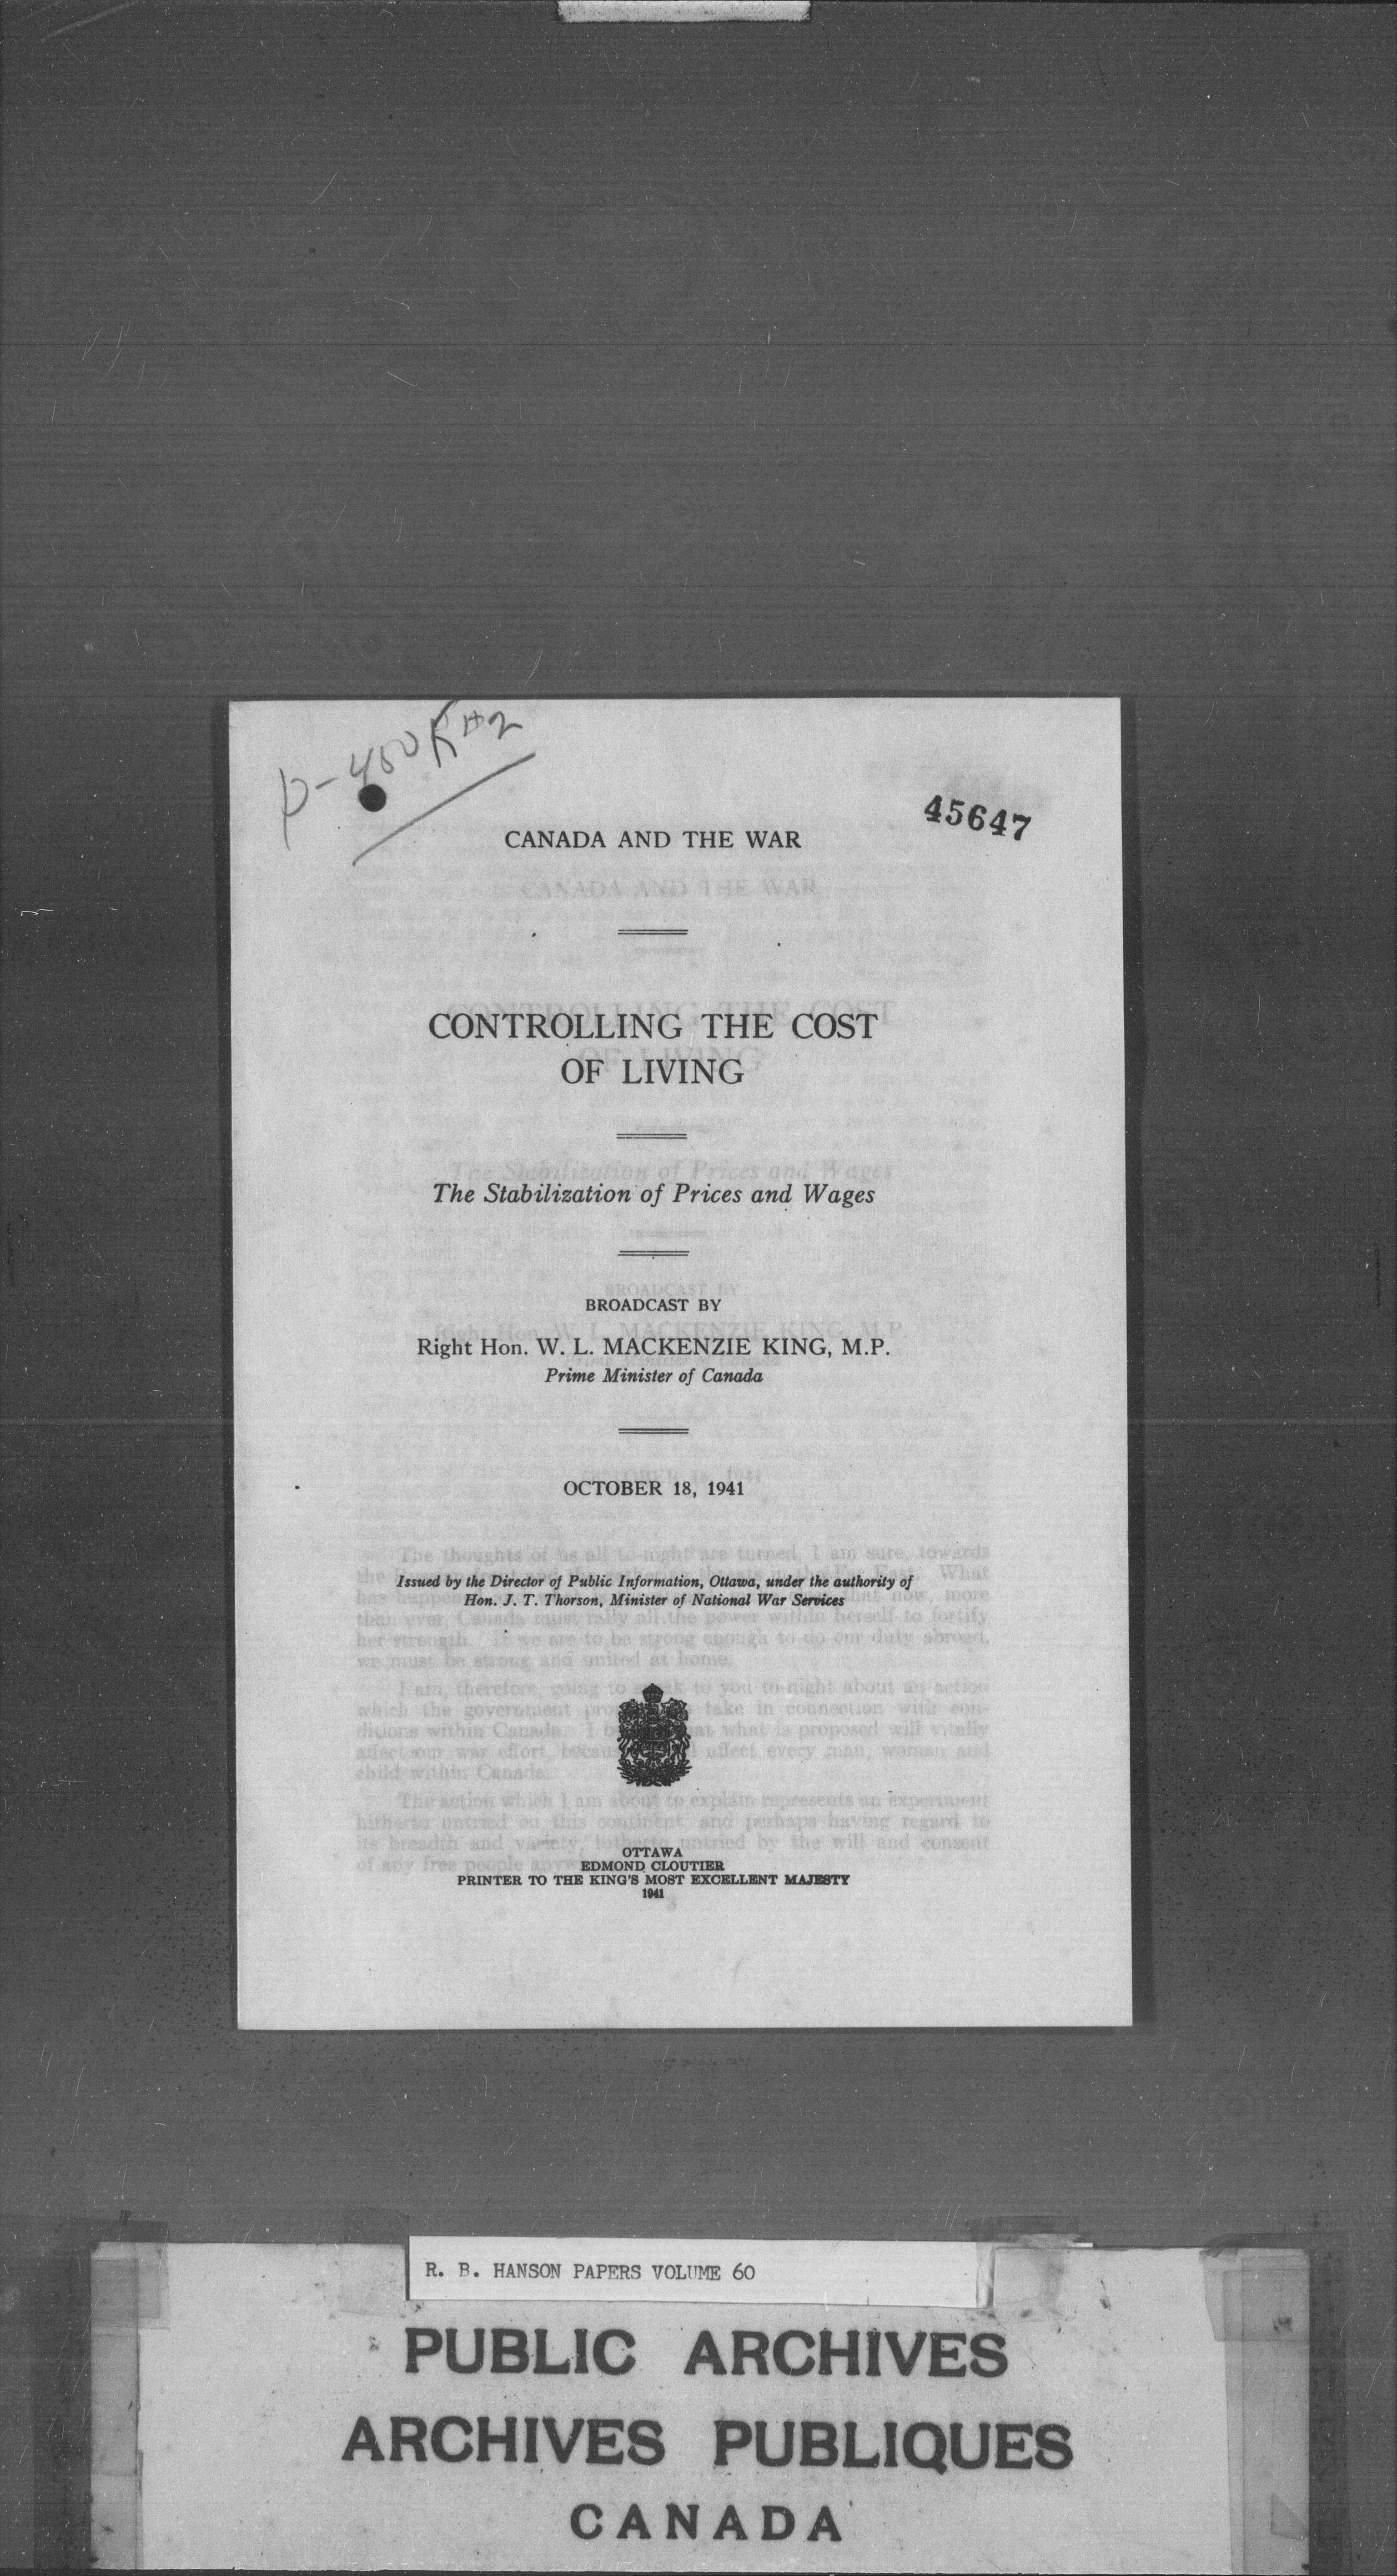 45647
CANADA AND THE WAR
CONTROLLING THE COST
OF LIVING
The Stabilization of Prices and Wages
BROADCAST BY
Right Hon. W. L. MACKENZIE KING, M.P.
Prime Minister of Canada
OCTOBER 18, 1941
Issued by the Director of Public Information, Ottawa, under the authority of
Hon. J. T. Thorson, Minister of National War Services
OTTAWA
EDMOND CLOUTIER
PRINTER TO THE KING'S MOST EXCELLENT MAJESTY
1941
R. B. HANSON PAPERS VOLUME 60
PUBLIC ARCHIVES
ARCHIVES PUBLIQUES
CANADA